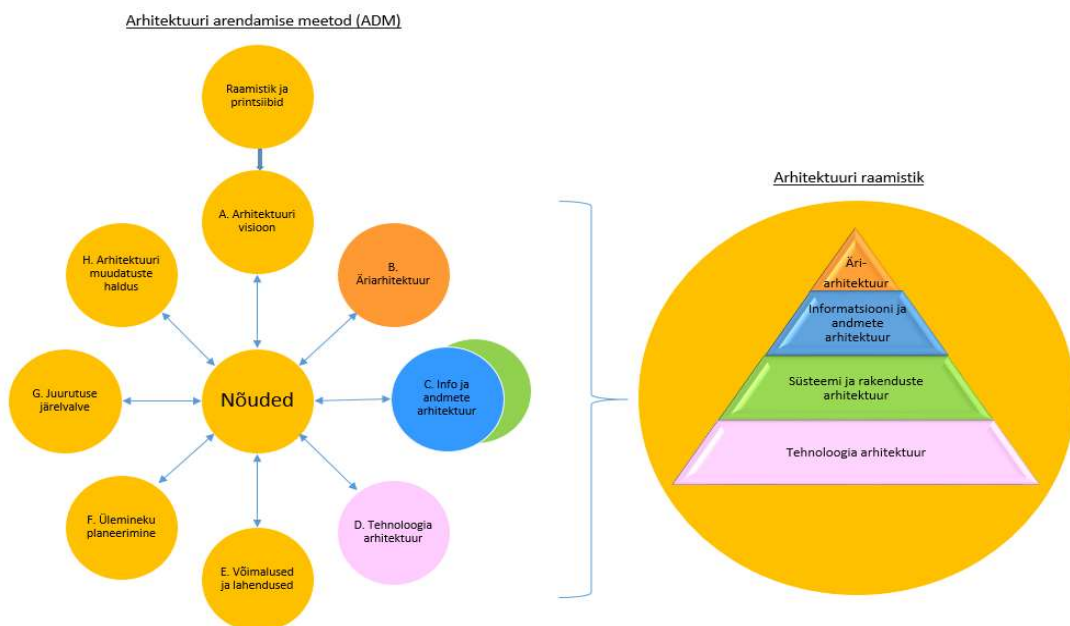 Arhitektuuri arendamise meetod (ADM)
Raamistik ja
printsiibid
A. Arhitektuuri
visioon
H. Arhitektuuri
muudatuste
haldus
B.
Äriarhitektuur
G. Juurutuse
järelvalve
Nõuded
C. Info ja
andmete
arhitektuur
F. Ülemineku
planeerimine
D. Tehnoloogia
arhitektuur
E. Võimalused
ja lahendused
Arhitektuuri raamistik
Äri-
arhitektuur
Informatsiooni ja
andmete
arhitektuur
Süsteemi ja rakenduste
arhitektuur
Tehnoloogia arhitektuur